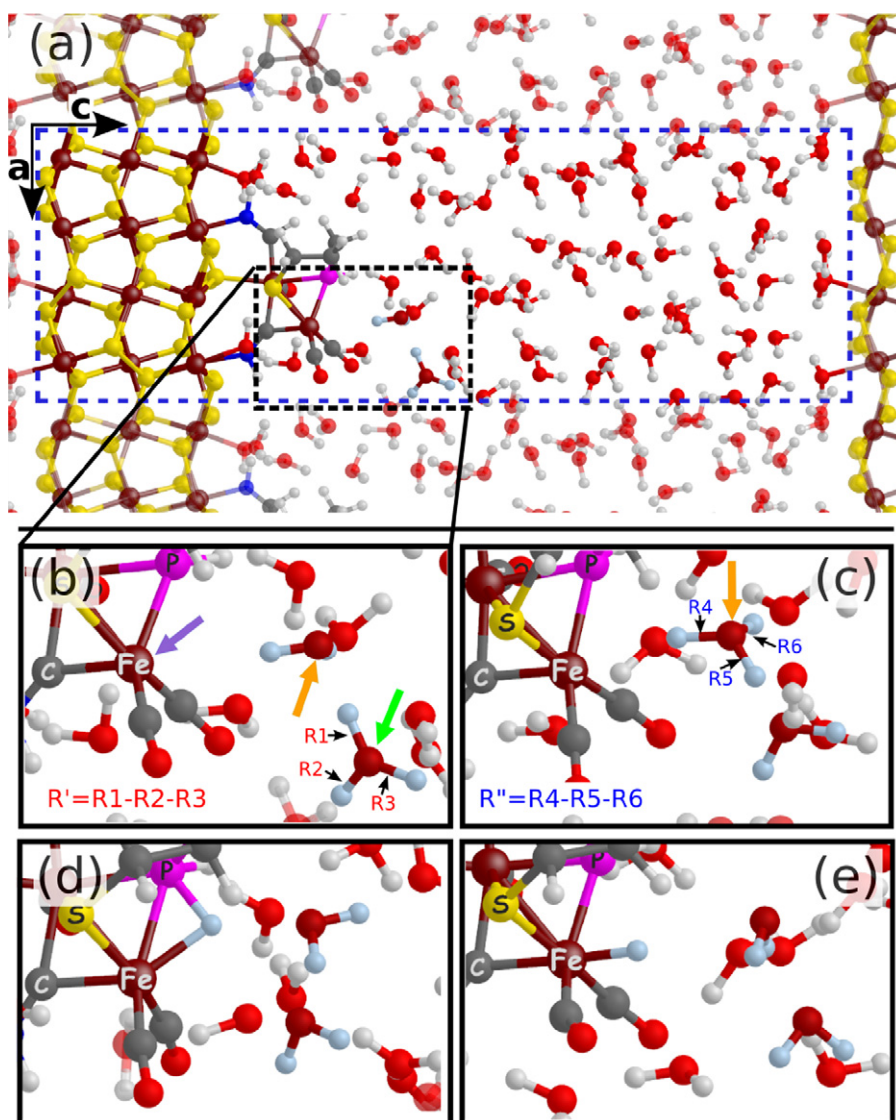 (a)
c
a
(b)
P
S
Fe
C
R1
R2
R3
R'=R1-R2-R3
(c)
P
S
R4
R6
R5
Fe
C
R"=R4-R5-R6
(d)
P
S
Fe
C
(e)
P
S
Fe
C